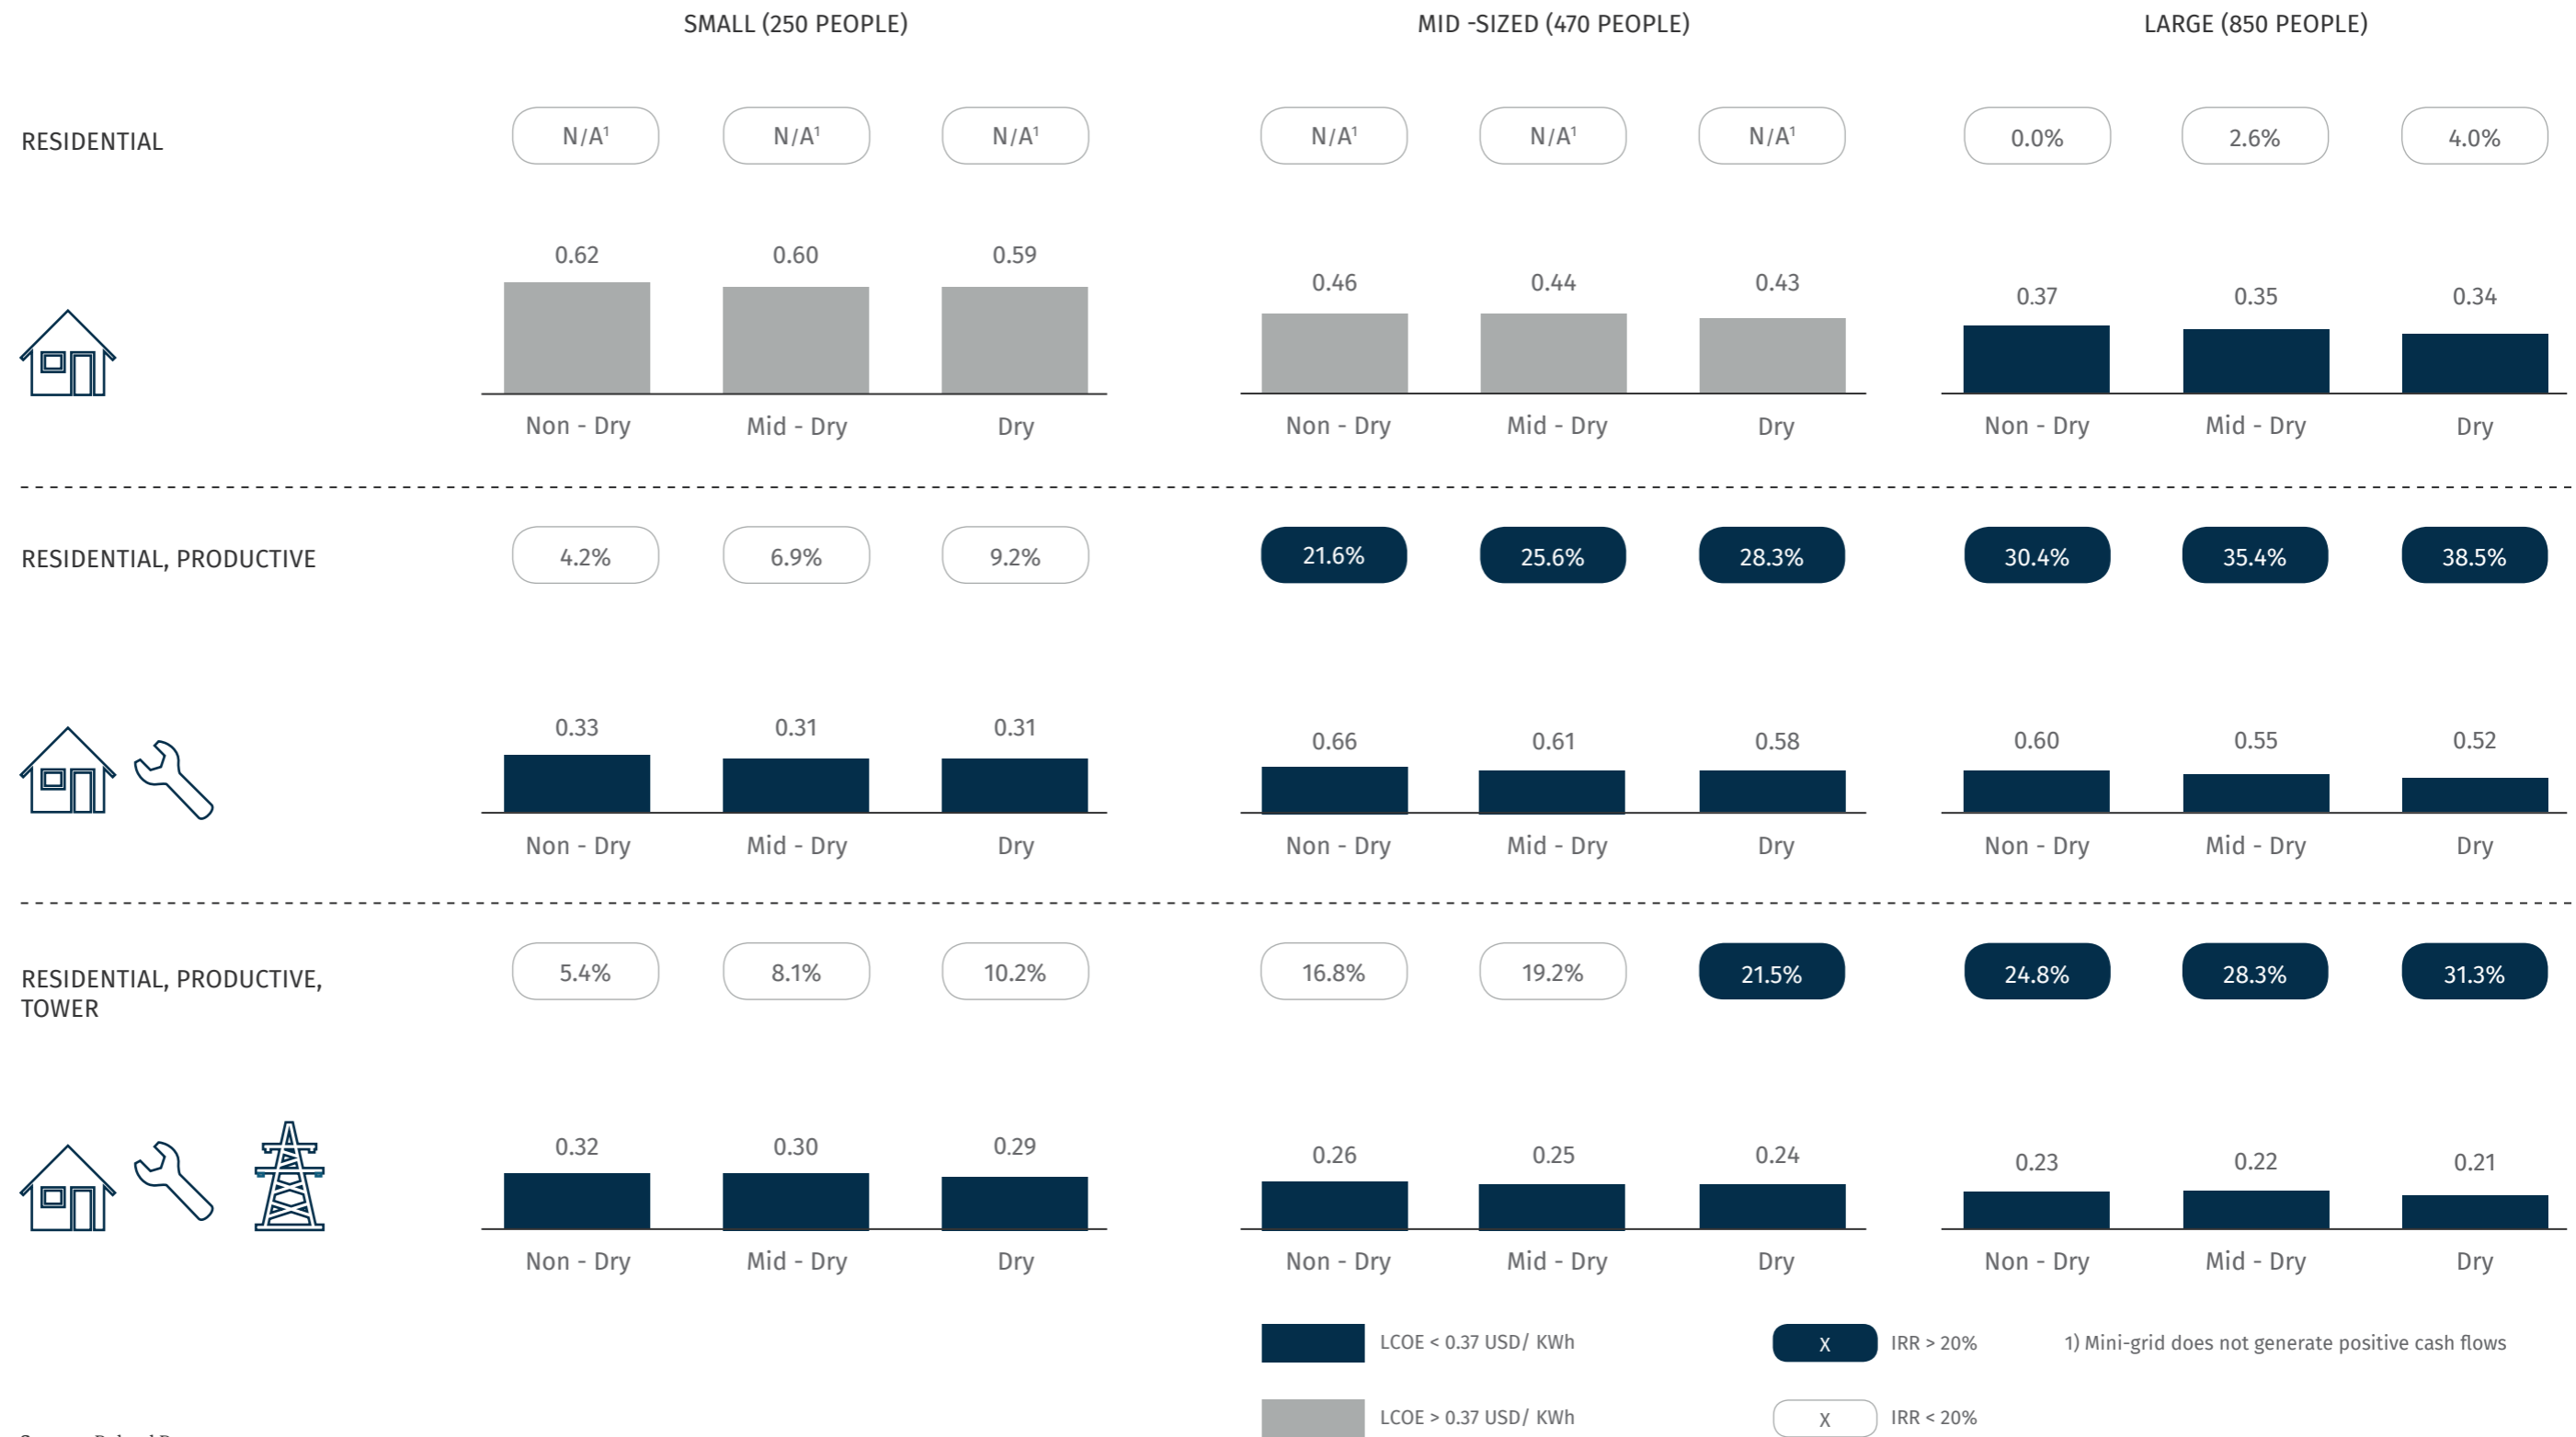 SMALL (250 PEOPLE) MID -SIZED (470 PEOPLE) LARGE (850 PEOPLE)
RESIDENTIAL N/A¹ N/A¹ N/A¹ N/A¹ N/A¹ N/A¹ 0.0% 2.6% 4.0%
0.62 0.60 0.59 0.46 0.44 0.43 0.37 0.35 0.34
Non - Dry Mid - Dry Dry Non - Dry Mid - Dry Dry Non - Dry Mid - Dry Dry
RESIDENTIAL, PRODUCTIVE 4.2% 6.9% 9.2% 21.6% 25.6% 28.3% 30.4% 35.4% 38.5%
0.33 0.31 0.31 0.66 0.61 0.58 0.60 0.55 0.52
Non - Dry Mid - Dry Dry Non - Dry Mid - Dry Dry Non - Dry Mid - Dry Dry
RESIDENTIAL, PRODUCTIVE, 5.4% 8.1% 10.2% 16.8% 19.2% 21.5% 24.8% 28.3% 31.3%
TOWER
0.32 0.30 0.29 0.26 0.25 0.24 0.23 0.22 0.21
Non - Dry Mid - Dry Dry Non - Dry Mid - Dry Dry Non - Dry Mid - Dry Dry
LCOE < 0.37 USD/ KWh X IRR > 20% 1) Mini-grid does not generate positive cash flows
LCOE > 0.37 USD/ KWh X IRR < 20%